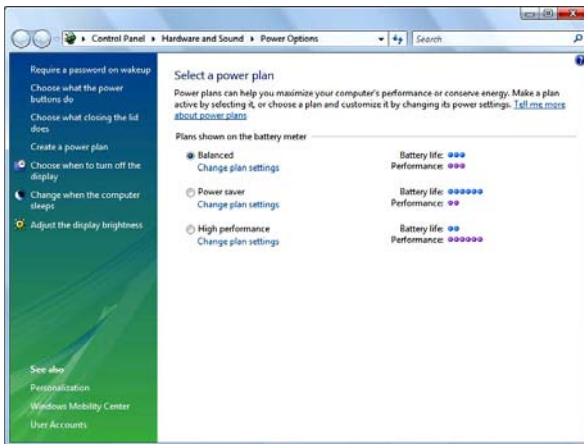 Control Panel ▸ Hardware and Sound ▸ Power Options
Search
Require a password on wakeup
Choose what the power
buttons do
Choose what closing the lid
does
Create a power plan
Choose when to turn off the
display
Change when the computer
sleeps
Adjust the display brightness
See also
Personalization
Windows Mobility Center
User Accounts
Select a power plan
Power plans can help you maximize your computer's performance or conserve energy. Make a plan
active by selecting it, or choose a plan and customize it by changing its power settings. Tell me more
about power plans
Plans shown on the battery meter
Balanced Battery life:
Change plan settings Performance:
Power saver Battery life:
Change plan settings Performance:
High performance Battery life:
Change plan settings Performance: